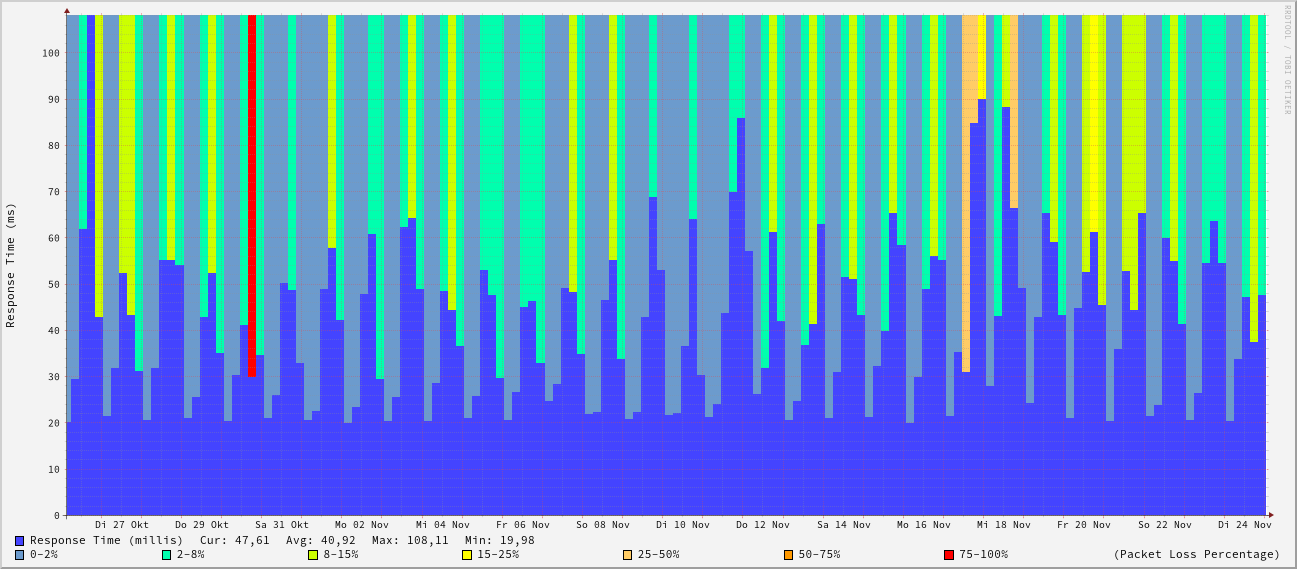 RRDTOOL / TOBI OETIKER
Response Time (ms)
100
90
80
70
60
50
40
30
20
10
0
Di 27 Okt Do 29 Okt Sa 31 Okt Mo 02 Nov Mi 04 Nov Fr 06 Nov So 08 Nov Di 10 Nov Do 12 Nov Sa 14 Nov Mo 16 Nov Mi 18 Nov Fr 20 Nov So 22 Nov Di 24 Nov
Response Time (millis) Cur: 47,61 Avg: 40,92 Max: 108,11 Min: 19,98
0-2% 2-8% 8-15% 15-25% 25-50% 50-75% 75-100% (Packet Loss Percentage)